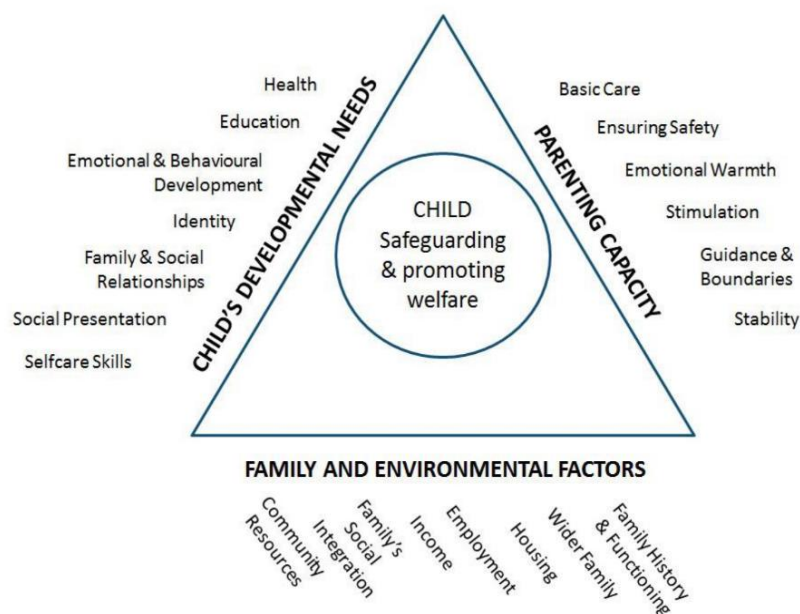 Health
Education
Emotional & Behavioural
Development
Identity
Family & Social
Relationships
Social Presentation
Selfcare Skills
CHILD'S DEVELOPMENTAL NEEDS
CHILD
Safeguarding
& promoting
welfare
PARENTING CAPACITY
Basic Care
Ensuring Safety
Emotional Warmth
Stimulation
Guidance &
Boundaries
Stability
FAMILY AND ENVIRONMENTAL FACTORS
Community
Resources
Family's
Social
Integration
Income
Employment
Housing
Wider Family
Family History
& Functioning